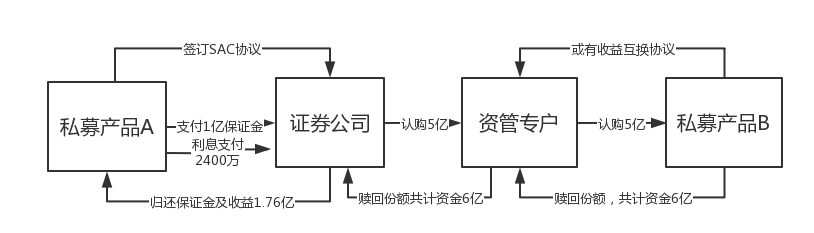 签订SAC协议
或有收益互换协议
私募产品A
支付1亿保证金
利息支付
2400万
证券公司
认购5亿
资管专户
认购5亿
私募产品B
归还保证金及收益1.76亿
赎回份额共计资金6亿
赎回份额，共计资金6亿